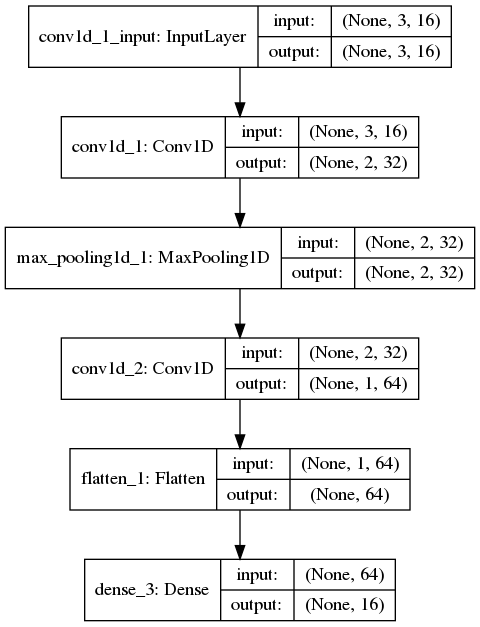 conv1d_1_input: InputLayer
input: (None, 3, 16)
output: (None, 3, 16)
conv1d_1: Conv1D
input: (None, 3, 16)
output: (None, 2, 32)
max_pooling1d_1: MaxPooling1D
input: (None, 2, 32)
output: (None, 2, 32)
conv1d_2: Conv1D
input: (None, 2, 32)
output: (None, 1, 64)
flatten_1: Flatten
input: (None, 1, 64)
output: (None, 64)
dense_3: Dense
input: (None, 64)
output: (None, 16)